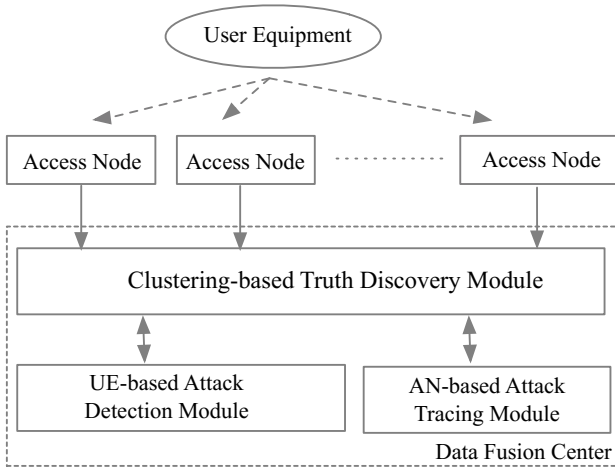 User Equipment
Access Node
Access Node
Access Node
Clustering-based Truth Discovery Module
UE-based Attack
Detection Module
AN-based Attack
Tracing Module
Data Fusion Center